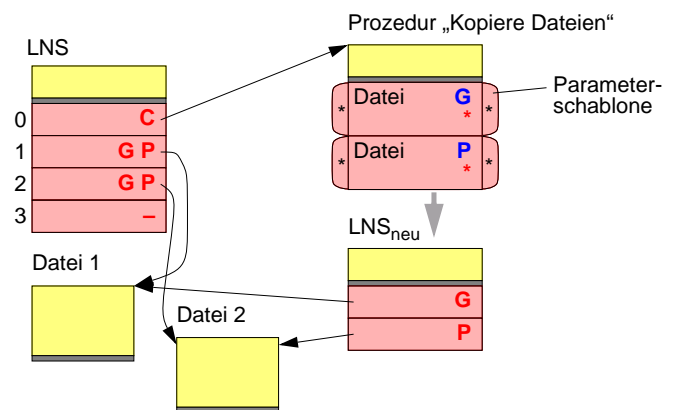 Prozedur „Kopiere Dateien“
LNS
Datei G
* * *
Parameter-
schablone
0 C
1 G P
2 G P
3 –
Datei P
* * *
LNSneu
G
P
Datei 1
Datei 2